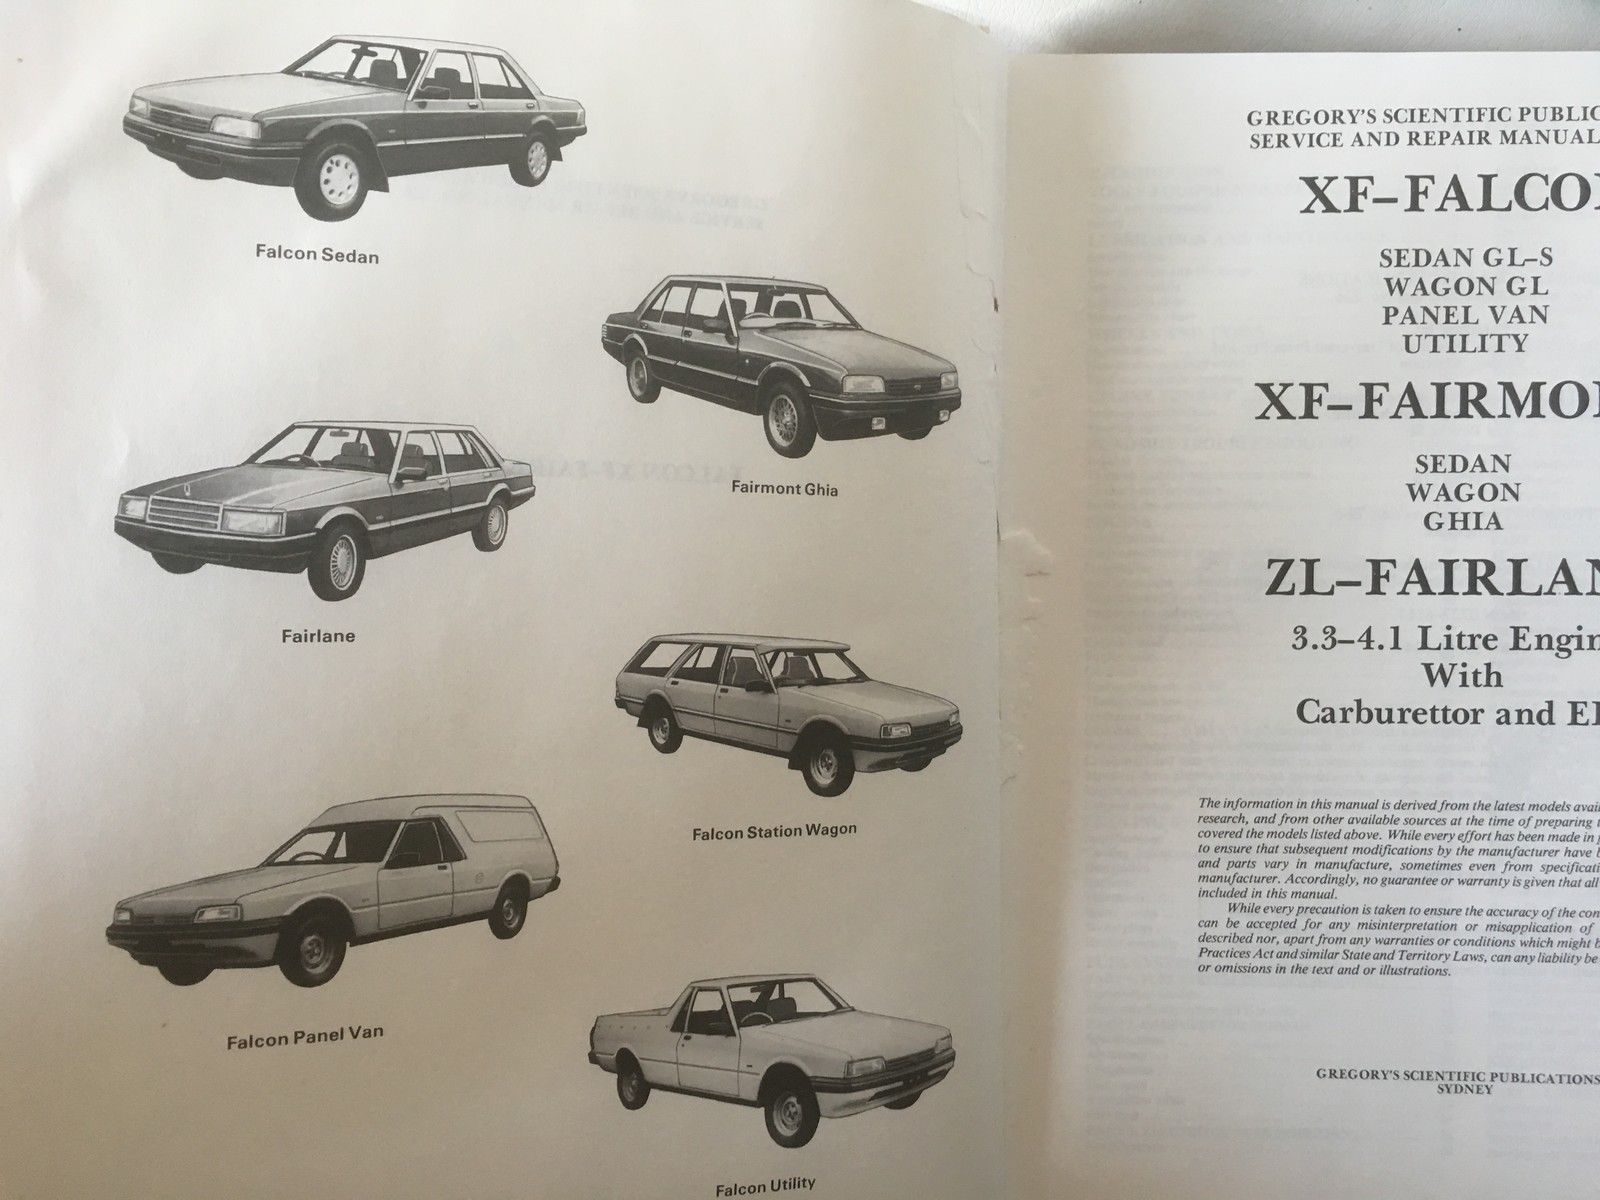 Falcon Sedan
Fairmont Ghia
Fairlane
Falcon Station Wagon
Falcon Panel Van
Falcon Utility
GREGORY'S SCIENTIFIC PUBLIC
SERVICE AND REPAIR MANUAL
XF–FALCO
SEDAN GL–S
WAGON GL
PANEL VAN
UTILITY
XF–FAIRMO
SEDAN
WAGON
GHIA
ZL–FAIRLAN
3.3–4.1 Litre Engin
With
Carburettor and E
The information in this manual is derived from the latest models avai
research, and from other available sources at the time of preparing
covered the models listed above. While every effort has been made in
to ensure that subsequent modifications by the manufacturer have
and parts vary in manufacture, sometimes even from specificati
manufacturer. Accordingly, no guarantee or warranty is given that all
included in this manual.
While every precaution is taken to ensure the accuracy of the con
can be accepted for any misinterpretation or misapplication of
described nor, apart from any warranties or conditions which might b
Practices Act and similar State and Territory Laws, can any liability be
or omissions in the text and or illustrations.
GREGORY'S SCIENTIFIC PUBLICATIONS
SYDNEY